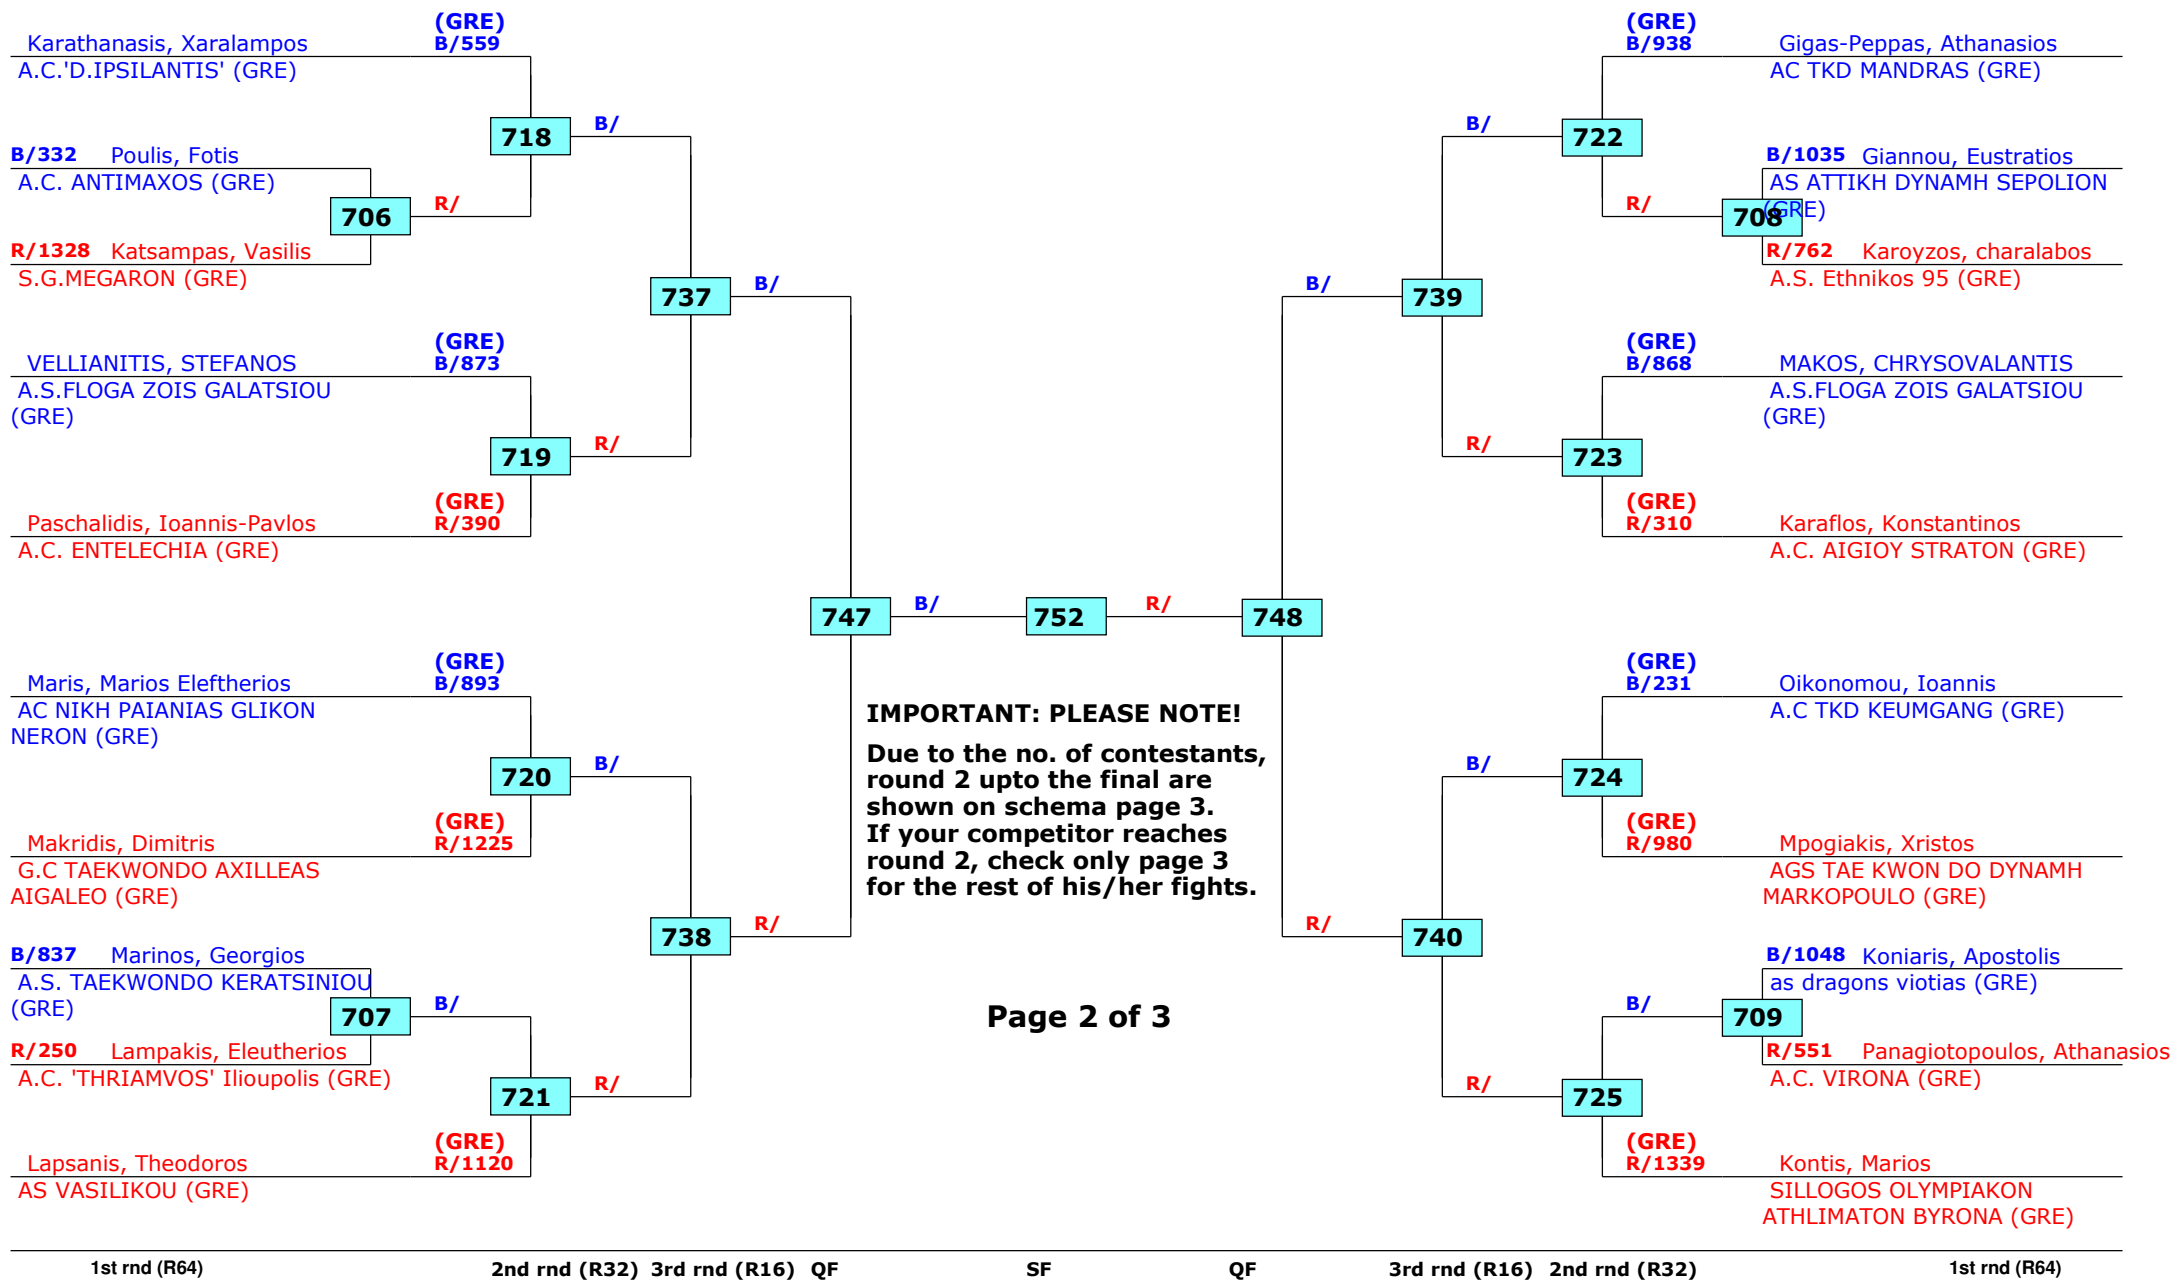 (GRE)
Karathanasis, Xaralampos B/559
A.C.'D.IPSILANTIS' (GRE)
718
B/
B/332 Poulis, Fotis
A.C. ANTIMAXOS (GRE)
706
R/
R/1328 Katsampas, Vasilis
S.G.MEGARON (GRE)
737
B/
(GRE)
VELLIANITIS, STEFANOS B/873
A.S.FLOGA ZOIS GALATSIOU
(GRE)
719
R/
(GRE)
Paschalidis, Ioannis-Pavlos R/390
A.C. ENTELECHIA (GRE)
747
B/
752
R/
748
(GRE)
Maris, Marios Eleftherios B/893
AC NIKH PAIANIAS GLIKON
NERON (GRE)
720
B/
(GRE)
Makridis, Dimitris R/1225
G.C TAEKWONDO AXILLEAS
AIGALEO (GRE)
738
R/
B/837 Marinos, Georgios
A.S. TAEKWONDO KERATSINIOU
(GRE)
707
B/
R/250 Lampakis, Eleutherios
A.C. 'THRIAMVOS' Ilioupolis (GRE)
721
R/
(GRE)
Lapsanis, Theodoros R/1120
AS VASILIKOU (GRE)
IMPORTANT: PLEASE NOTE!
Due to the no. of contestants,
round 2 upto the final are
shown on schema page 3.
If your competitor reaches
round 2, check only page 3
for the rest of his/her fights.
Page 2 of 3
(GRE)
B/938 Gigas-Peppas, Athanasios
AC TKD MANDRAS (GRE)
B/
722
B/1035 Giannou, Eustratios
AS ATTIKH DYNAMH SEPOLION
(GRE)
R/
708
R/762 Karoyzos, charalabos
A.S. Ethnikos 95 (GRE)
B/
739
(GRE)
B/868 MAKOS, CHRYSOVALANTIS
A.S.FLOGA ZOIS GALATSIOU
(GRE)
R/
723
(GRE)
R/310 Karaflos, Konstantinos
A.C. AIGIOY STRATON (GRE)
(GRE)
B/231 Oikonomou, Ioannis
A.C TKD KEUMGANG (GRE)
B/
724
(GRE)
R/980 Mpogiakis, Xristos
AGS TAE KWON DO DYNAMH
MARKOPOULO (GRE)
R/
740
B/1048 Koniaris, Apostolis
as dragons viotias (GRE)
B/
709
R/551 Panagiotopoulos, Athanasios
A.C. VIRONA (GRE)
R/
725
(GRE)
R/1339 Kontis, Marios
SILLOGOS OLYMPIAKON
ATHLIMATON BYRONA (GRE)
1st rnd (R64) 2nd rnd (R32) 3rd rnd (R16) QF SF QF 3rd rnd (R16) 2nd rnd (R32) 1st rnd (R64)